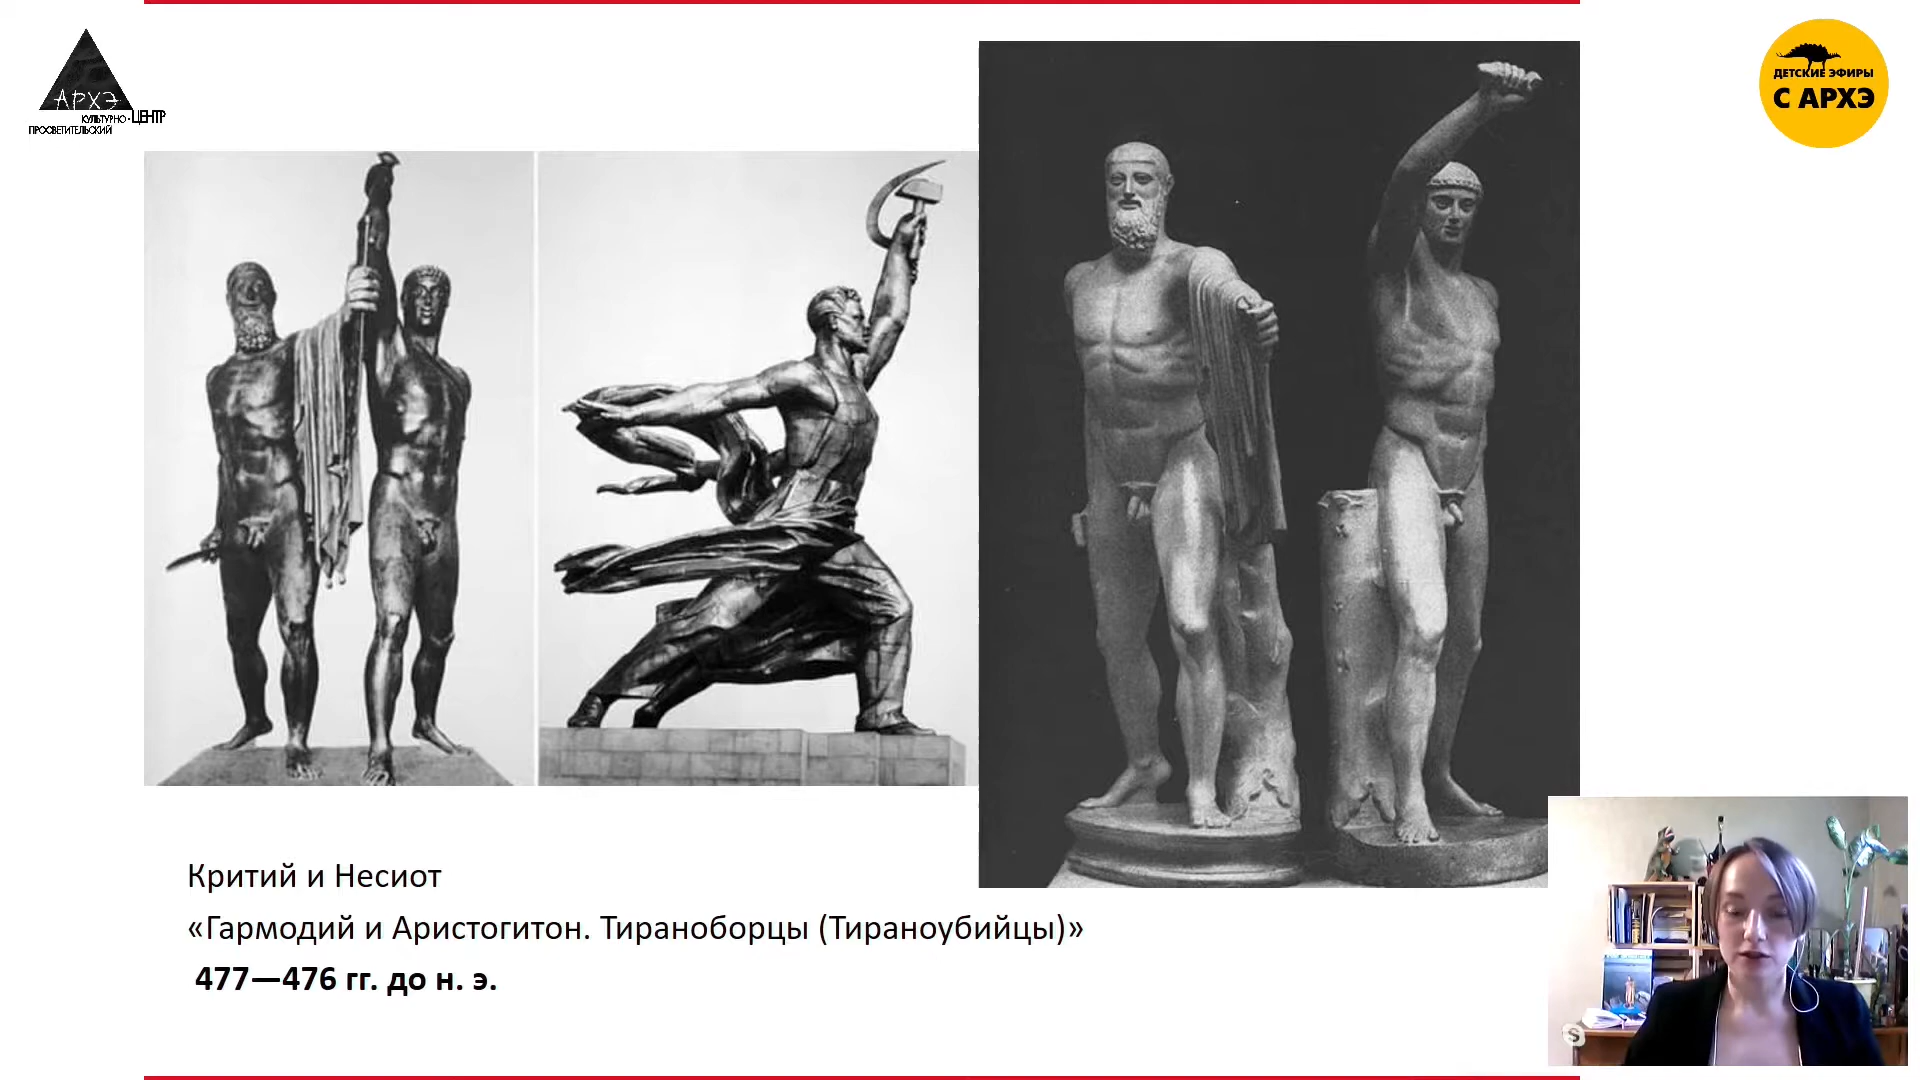 АРХЭ
КУЛЬТУРНО-ЦЕНТР
ПРОСВЕТИТЕЛЬСКИЙ
ДЕТСКИЕ ЭФИРЫ
С АРХЭ
Критий и Несиот
«Гармодий и Аристогитон. Тираноборцы (Тираноубийцы)»
477—476 гг. до н. э.
S